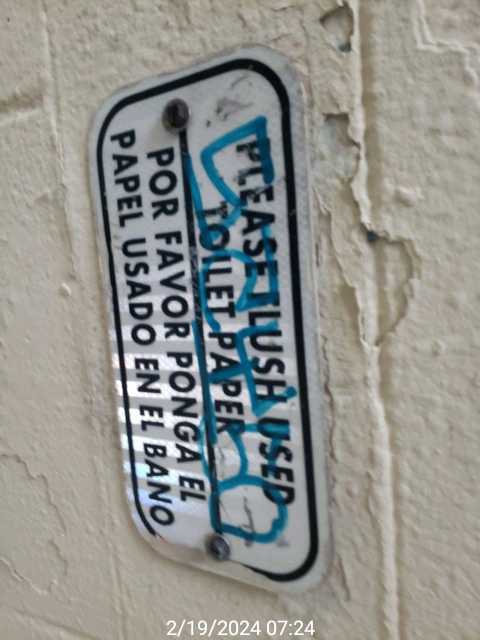 PLEASE FLUSH USED
TOILET PAPER
POR FAVOR PONGA EL
PAPEL USADO EN EL BANO
2/19/2024 07:24